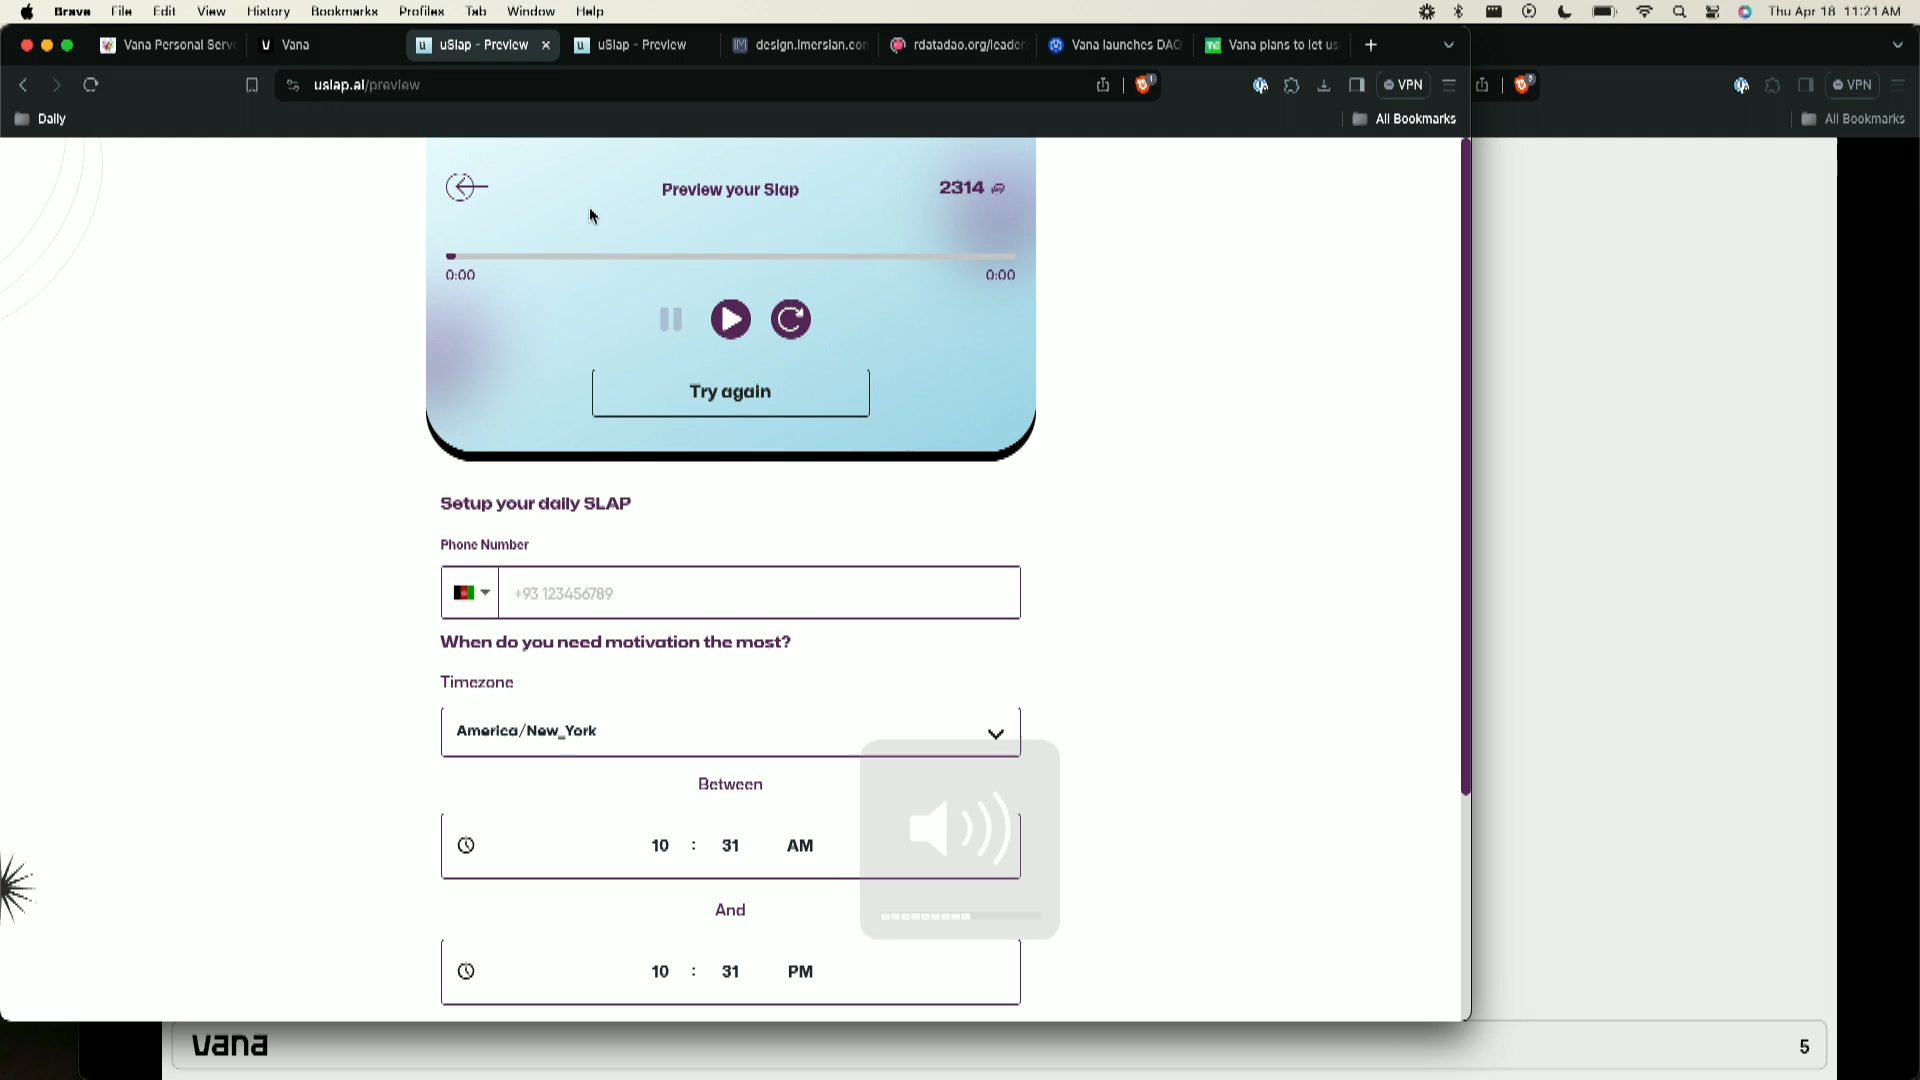 Brave File Edit View History Bookmarks Profiles Tab Window Help Thu Apr 18 11:21 AM
Vana Personal Serv Vana uSlap - Preview uSlap - Preview design.imersian.con rdatadao.org/leader Vana launches DAO Vana plans to let us
uslap.ai/preview 1 VPN 2 VPN
Daily All Bookmarks All Bookmarks
Preview your Slap 2314
0:00 0:00
Try again
Setup your daily SLAP
Phone Number
+93 123456789
When do you need motivation the most?
Timezone
America/New_York
Between
10 : 31 AM
And
10 : 31 PM
vana 5